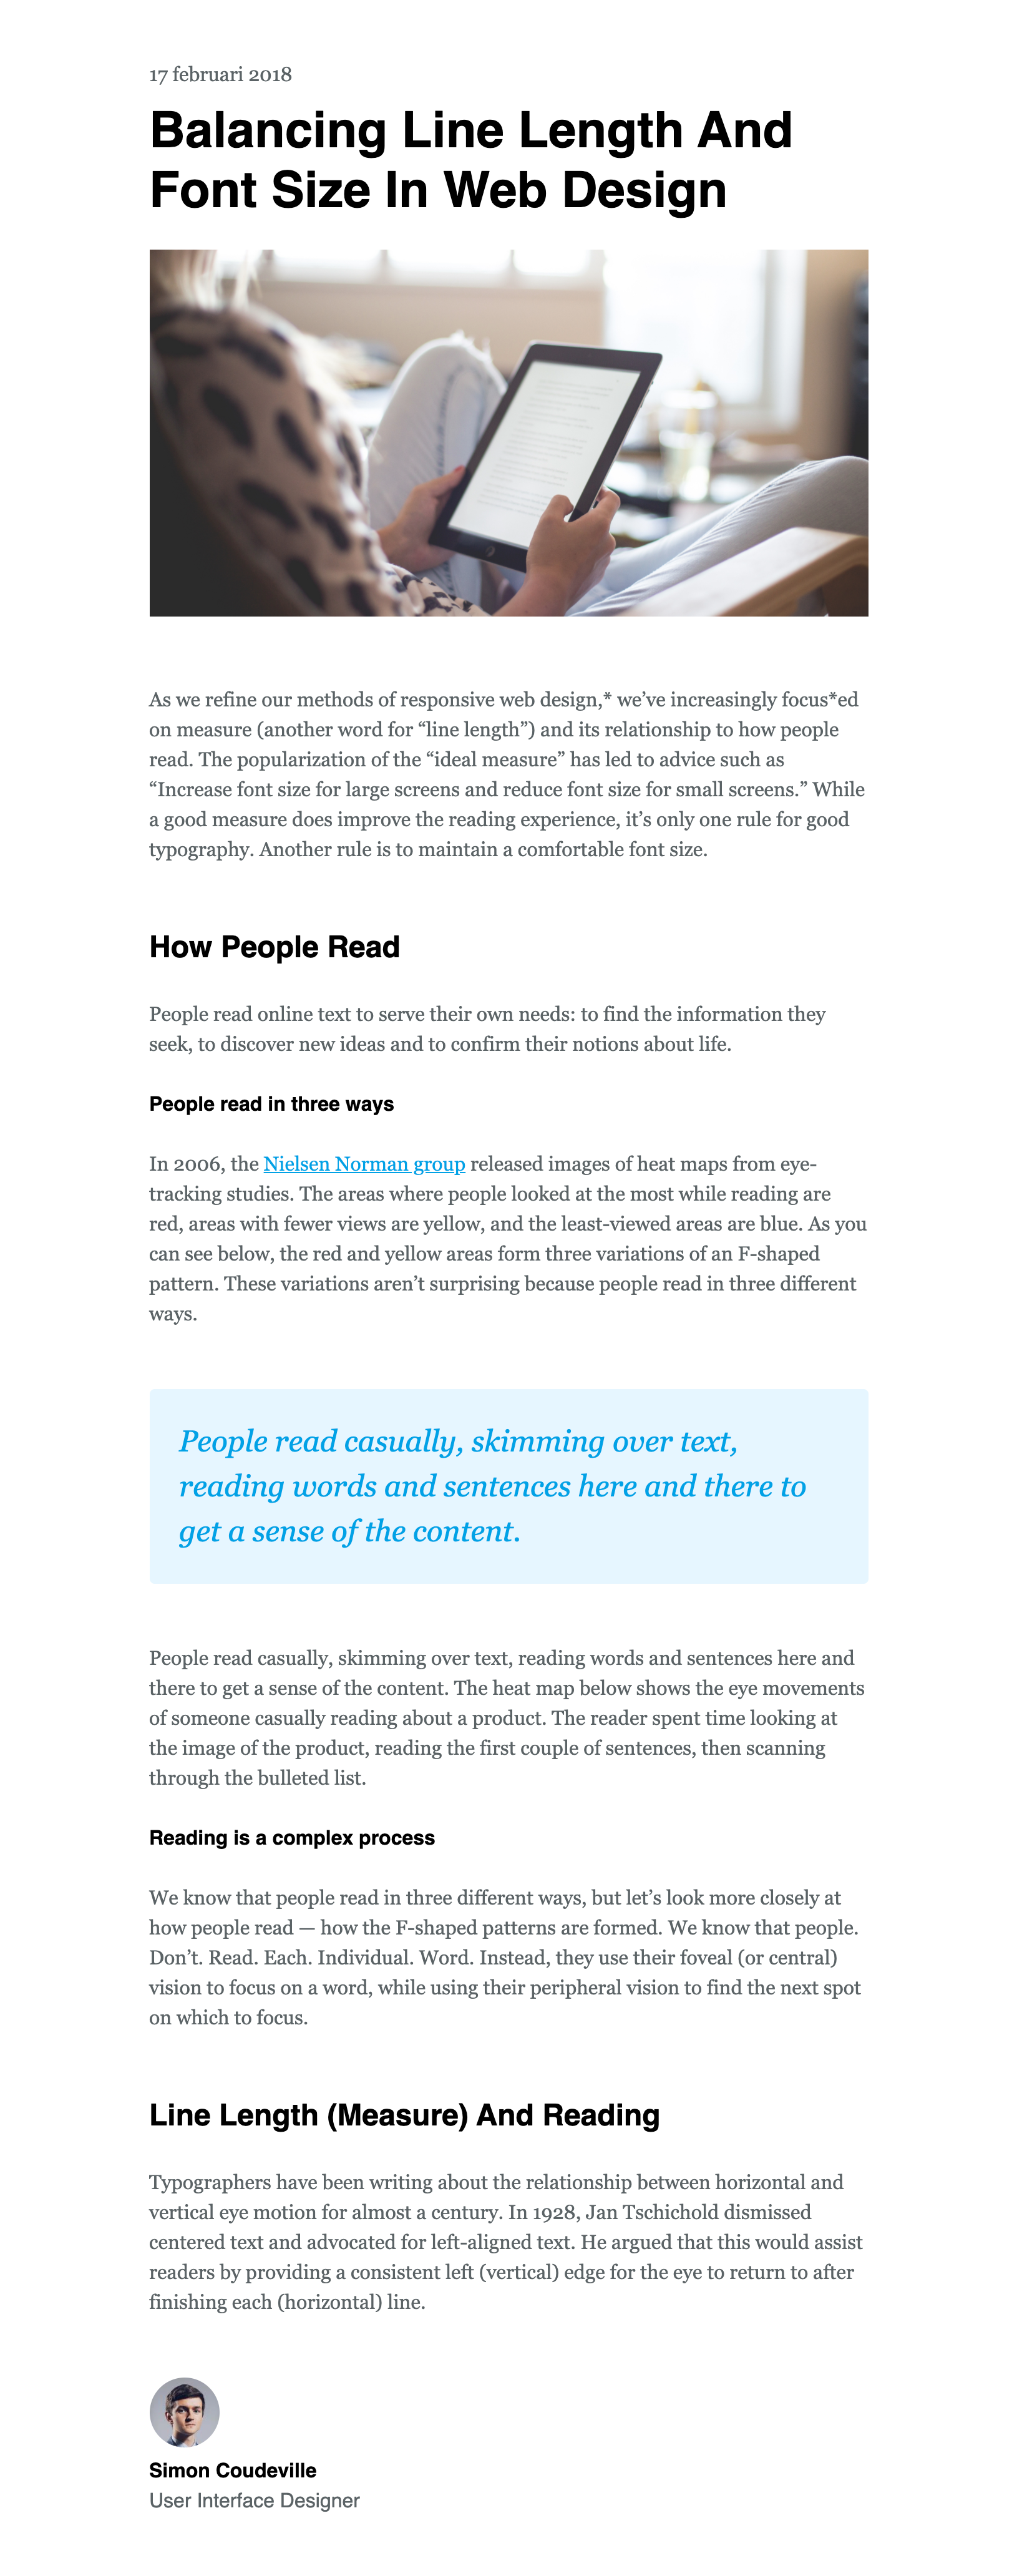 17 februari 2018
Balancing Line Length And
Font Size In Web Design
As we refine our methods of responsive web design,* we’ve increasingly focus*ed
on measure (another word for “line length”) and its relationship to how people
read. The popularization of the “ideal measure” has led to advice such as
“Increase font size for large screens and reduce font size for small screens.” While
a good measure does improve the reading experience, it’s only one rule for good
typography. Another rule is to maintain a comfortable font size.
How People Read
People read online text to serve their own needs: to find the information they
seek, to discover new ideas and to confirm their notions about life.
People read in three ways
In 2006, the Nielsen Norman group released images of heat maps from eye-
tracking studies. The areas where people looked at the most while reading are
red, areas with fewer views are yellow, and the least-viewed areas are blue. As you
can see below, the red and yellow areas form three variations of an F-shaped
pattern. These variations aren’t surprising because people read in three different
ways.
People read casually, skimming over text,
reading words and sentences here and there to
get a sense of the content.
People read casually, skimming over text, reading words and sentences here and
there to get a sense of the content. The heat map below shows the eye movements
of someone casually reading about a product. The reader spent time looking at
the image of the product, reading the first couple of sentences, then scanning
through the bulleted list.
Reading is a complex process
We know that people read in three different ways, but let’s look more closely at
how people read — how the F-shaped patterns are formed. We know that people.
Don’t. Read. Each. Individual. Word. Instead, they use their foveal (or central)
vision to focus on a word, while using their peripheral vision to find the next spot
on which to focus.
Line Length (Measure) And Reading
Typographers have been writing about the relationship between horizontal and
vertical eye motion for almost a century. In 1928, Jan Tschichold dismissed
centered text and advocated for left-aligned text. He argued that this would assist
readers by providing a consistent left (vertical) edge for the eye to return to after
finishing each (horizontal) line.
Simon Coudeville
User Interface Designer